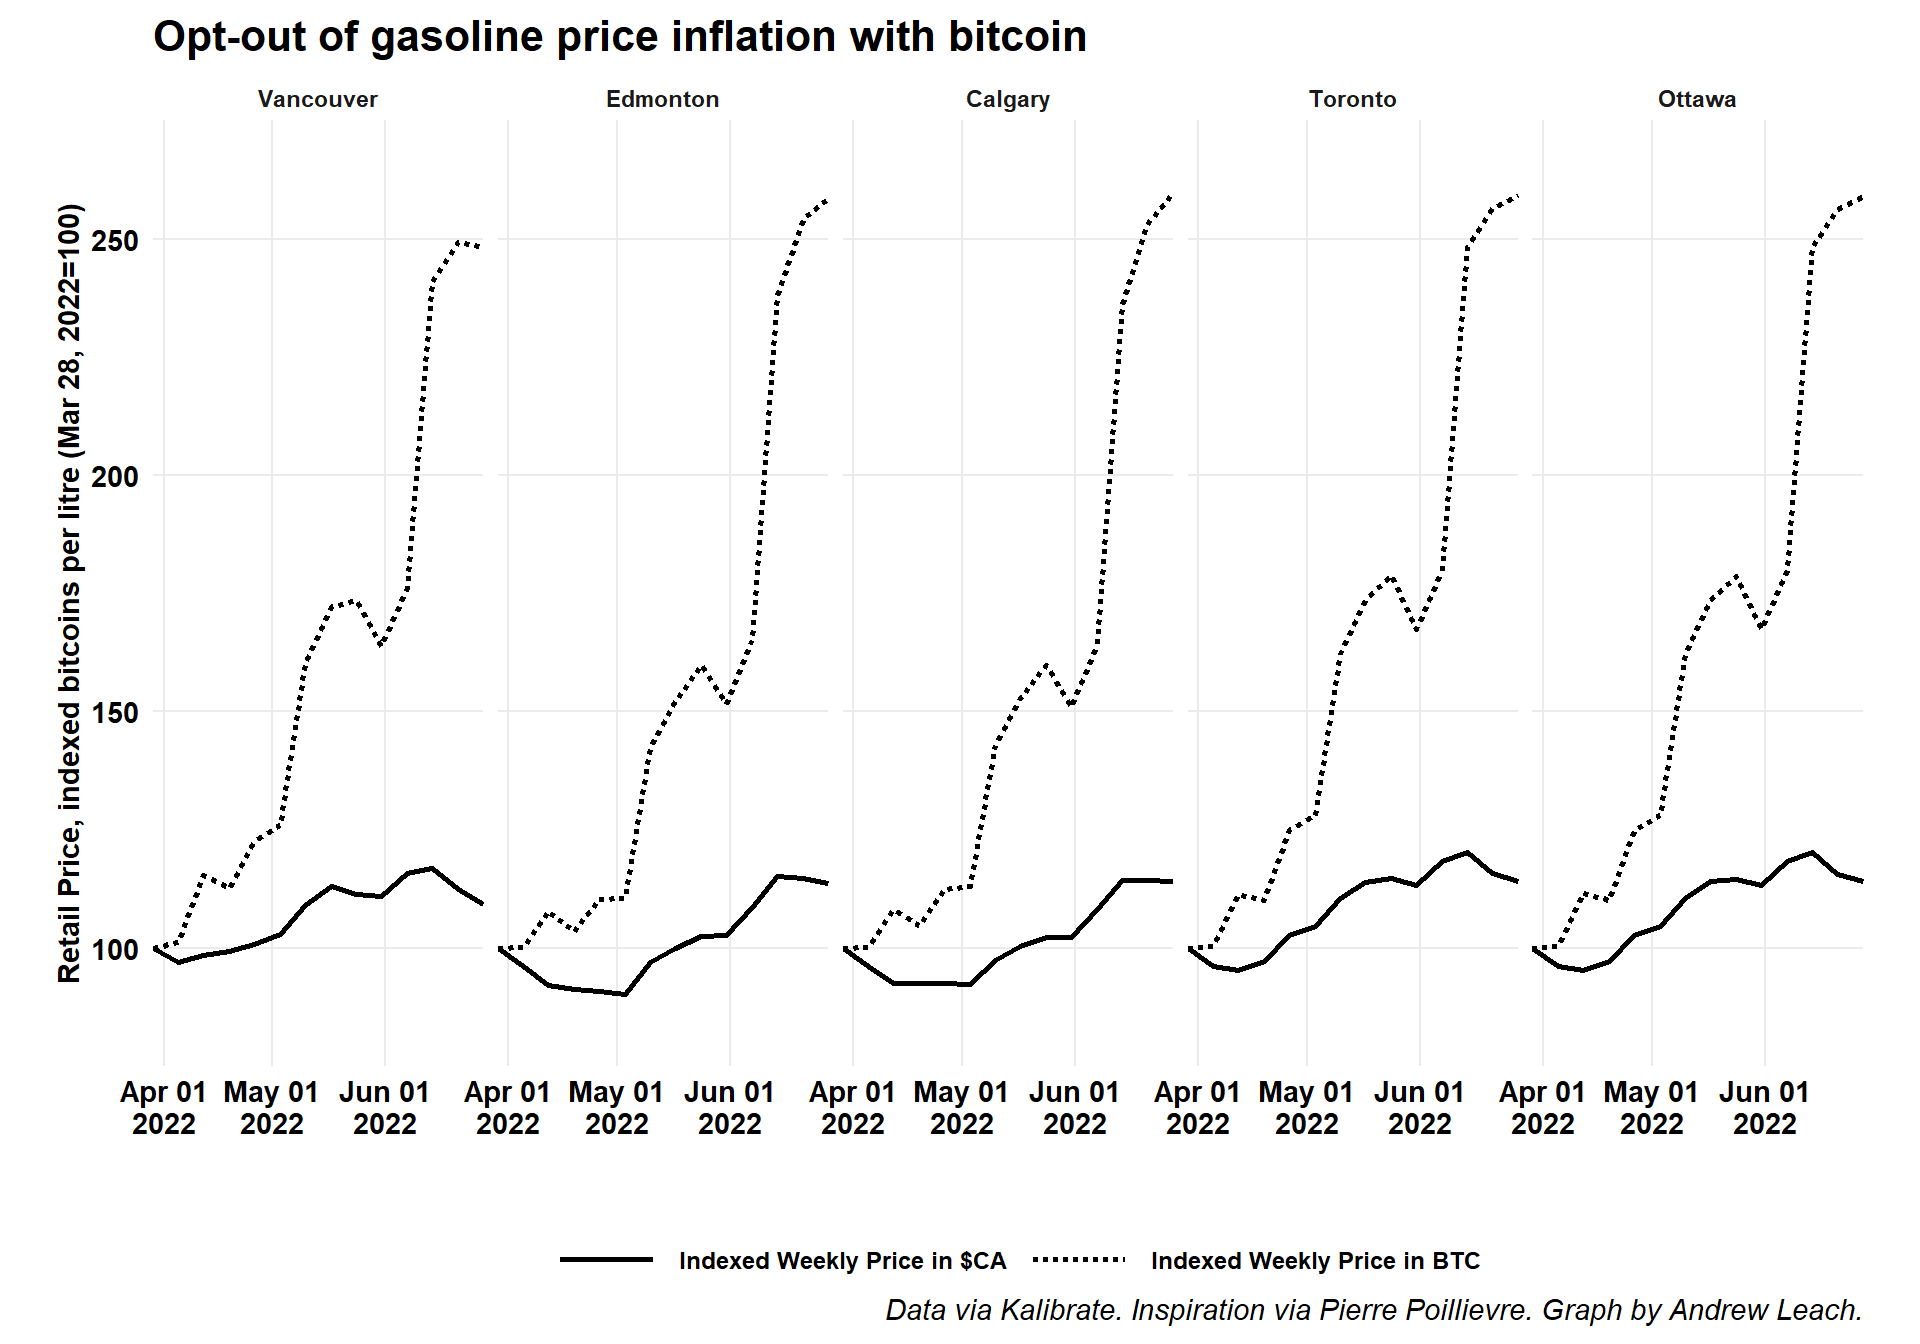 Opt-out of gasoline price inflation with bitcoin
Vancouver
Edmonton
Calgary
Toronto
Ottawa
Retail Price, indexed bitcoins per litre (Mar 28, 2022=100)
250
200
150
100
Apr 01
2022
May 01
2022
Jun 01
2022
Apr 01
2022
May 01
2022
Jun 01
2022
Apr 01
2022
May 01
2022
Jun 01
2022
Apr 01
2022
May 01
2022
Jun 01
2022
Apr 01
2022
May 01
2022
Jun 01
2022
Indexed Weekly Price in $CA
Indexed Weekly Price in BTC
Data via Kalibrate. Inspiration via Pierre Poillievre. Graph by Andrew Leach.